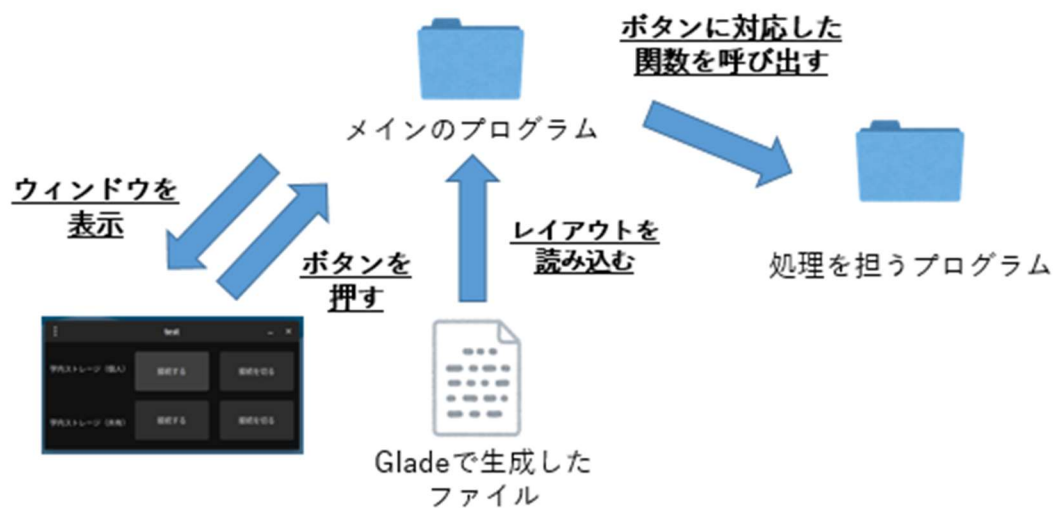 ボタンに対応した
関数を呼び出す
メインのプログラム
ウィンドウを
表示
ボタンを
押す
レイアウトを
読み込む
処理を担うプログラム
test
学内ストレージ（個人）
接続する
接続を切る
学内ストレージ（共有）
接続する
接続を切る
Gladeで生成した
ファイル